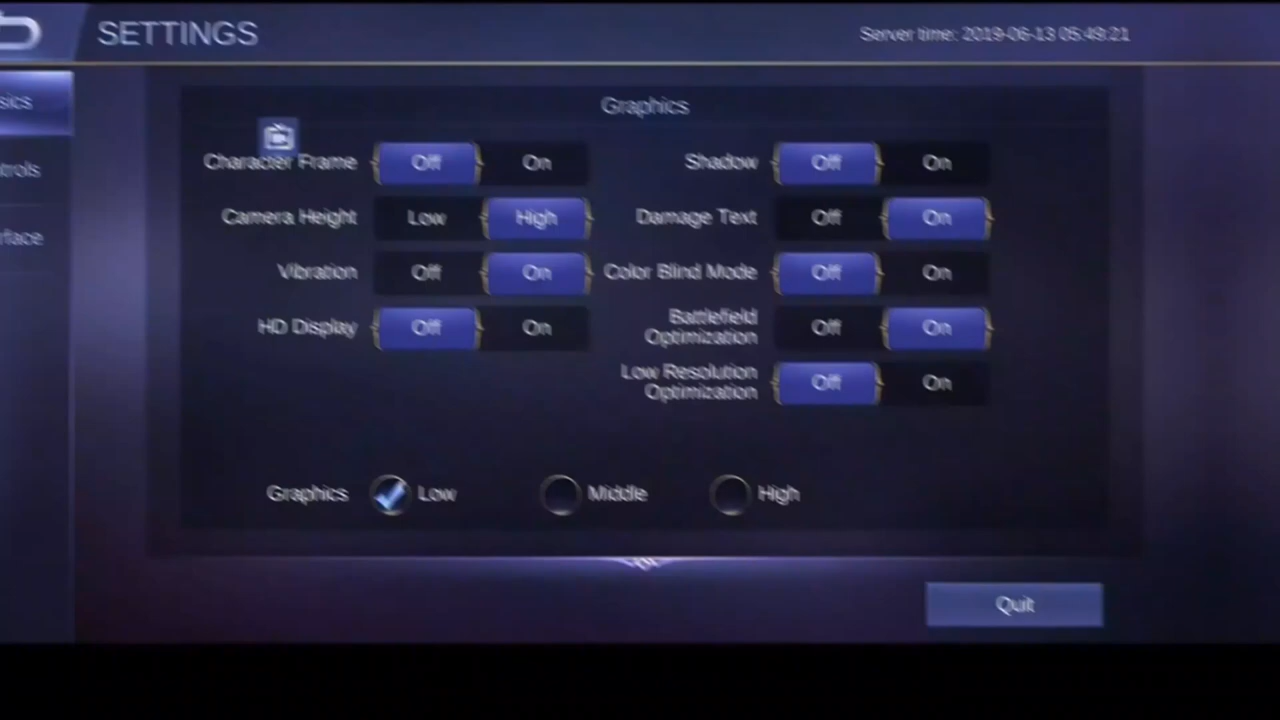 SETTINGS
Server time: 2019-06-13 05:49:21
sics
trols
rface
Graphics
Character Frame Off On
Shadow Off On
Camera Height Low High
Damage Text Off On
Vibration Off On
Color Blind Mode Off On
HD Display Off On
Battlefield
Optimization Off On
Low Resolution
Optimization Off On
Graphics Low Middle High
Quit